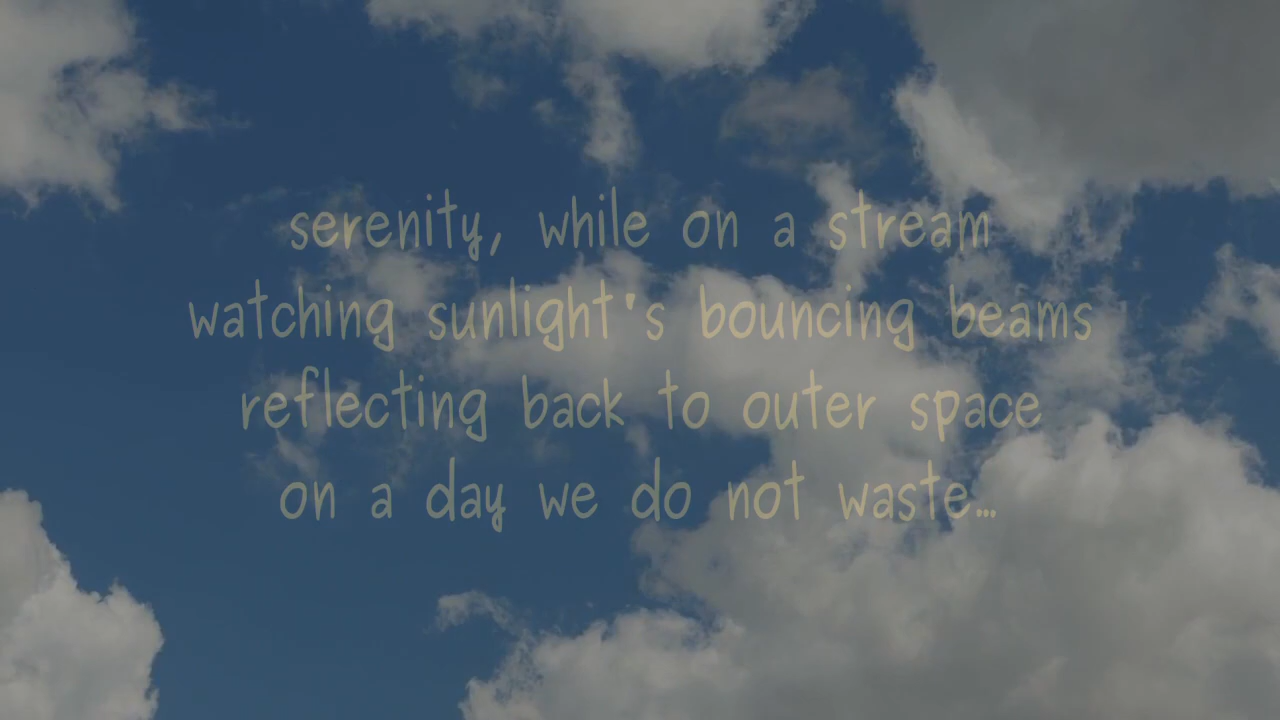 serenity, while on a stream
watching sunlight's bouncing beams
reflecting back to outer space
on a day we do not waste...